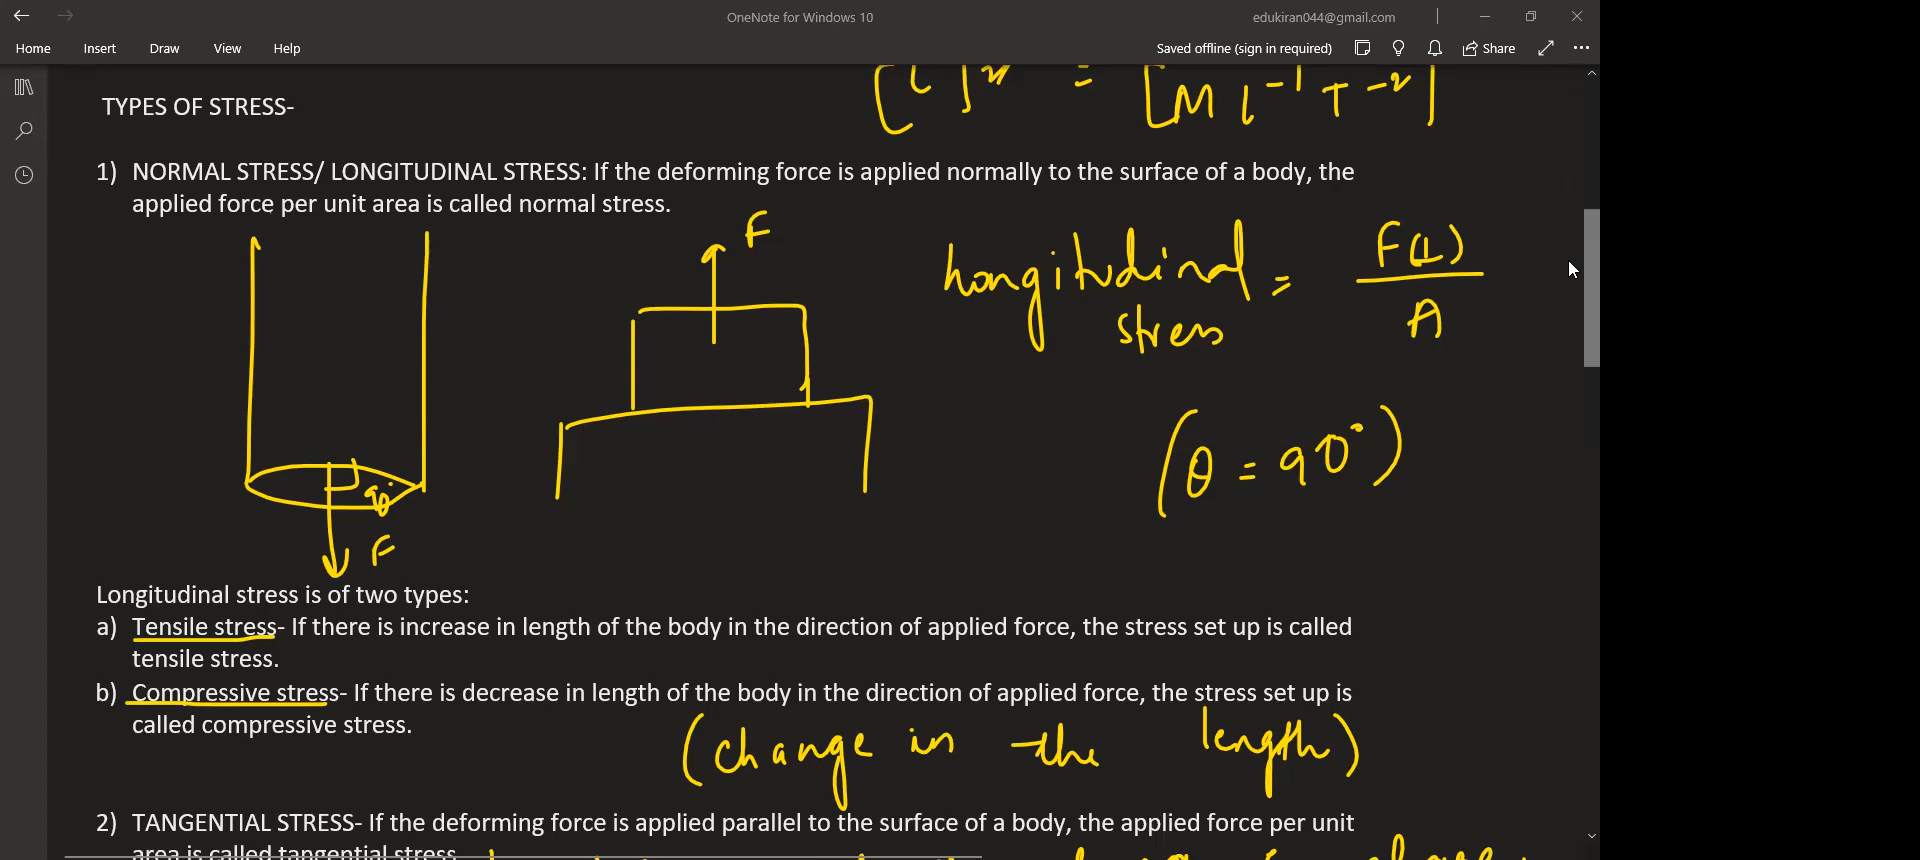 OneNote for Windows 10
edukiran044@gmail.com
Home Insert Draw View Help
Saved offline (sign in required) Share
[L]² = [M L⁻¹ T⁻²]
TYPES OF STRESS-
1) NORMAL STRESS/ LONGITUDINAL STRESS: If the deforming force is applied normally to the surface of a body, the
applied force per unit area is called normal stress.
F
Longitudinal stress = F(⊥)/A
(θ = 90°)
90°
F
Longitudinal stress is of two types:
a) Tensile stress- If there is increase in length of the body in the direction of applied force, the stress set up is called
tensile stress.
b) Compressive stress- If there is decrease in length of the body in the direction of applied force, the stress set up is
called compressive stress.
(change in the length)
2) TANGENTIAL STRESS- If the deforming force is applied parallel to the surface of a body, the applied force per unit
area is called tangential stress.